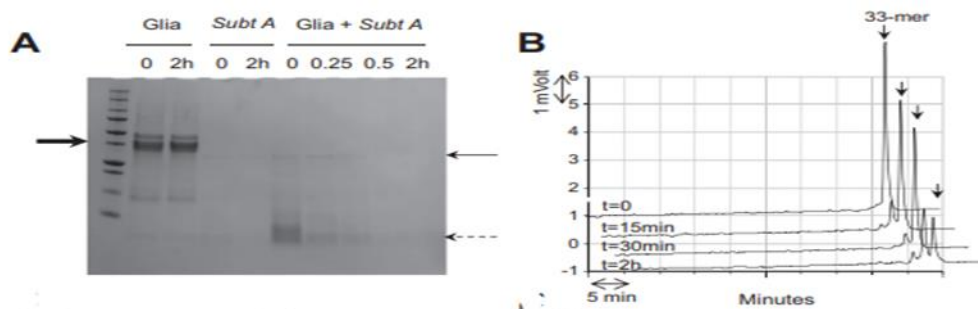 A
Glia Subt A Glia + Subt A
0 2h 0 2h 0 0.25 0.5 2h
B
33-mer
1 mVolt
6
5
4
3
2
1
0
-1
t=0
t=15min
t=30min
t=2h
5 min
Minutes